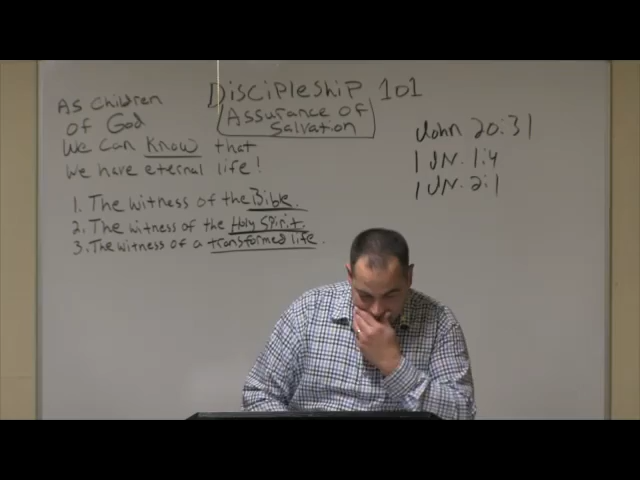 Discipleship 101
Assurance of
Salvation
As Children
of God
We Can Know that
We have eternal life!
1. The witness of the Bible.
2. The witness of the Holy Spirit.
3. The witness of a transformed life.
John 20:31
1 JN. 1:4
1 JN. 2:1